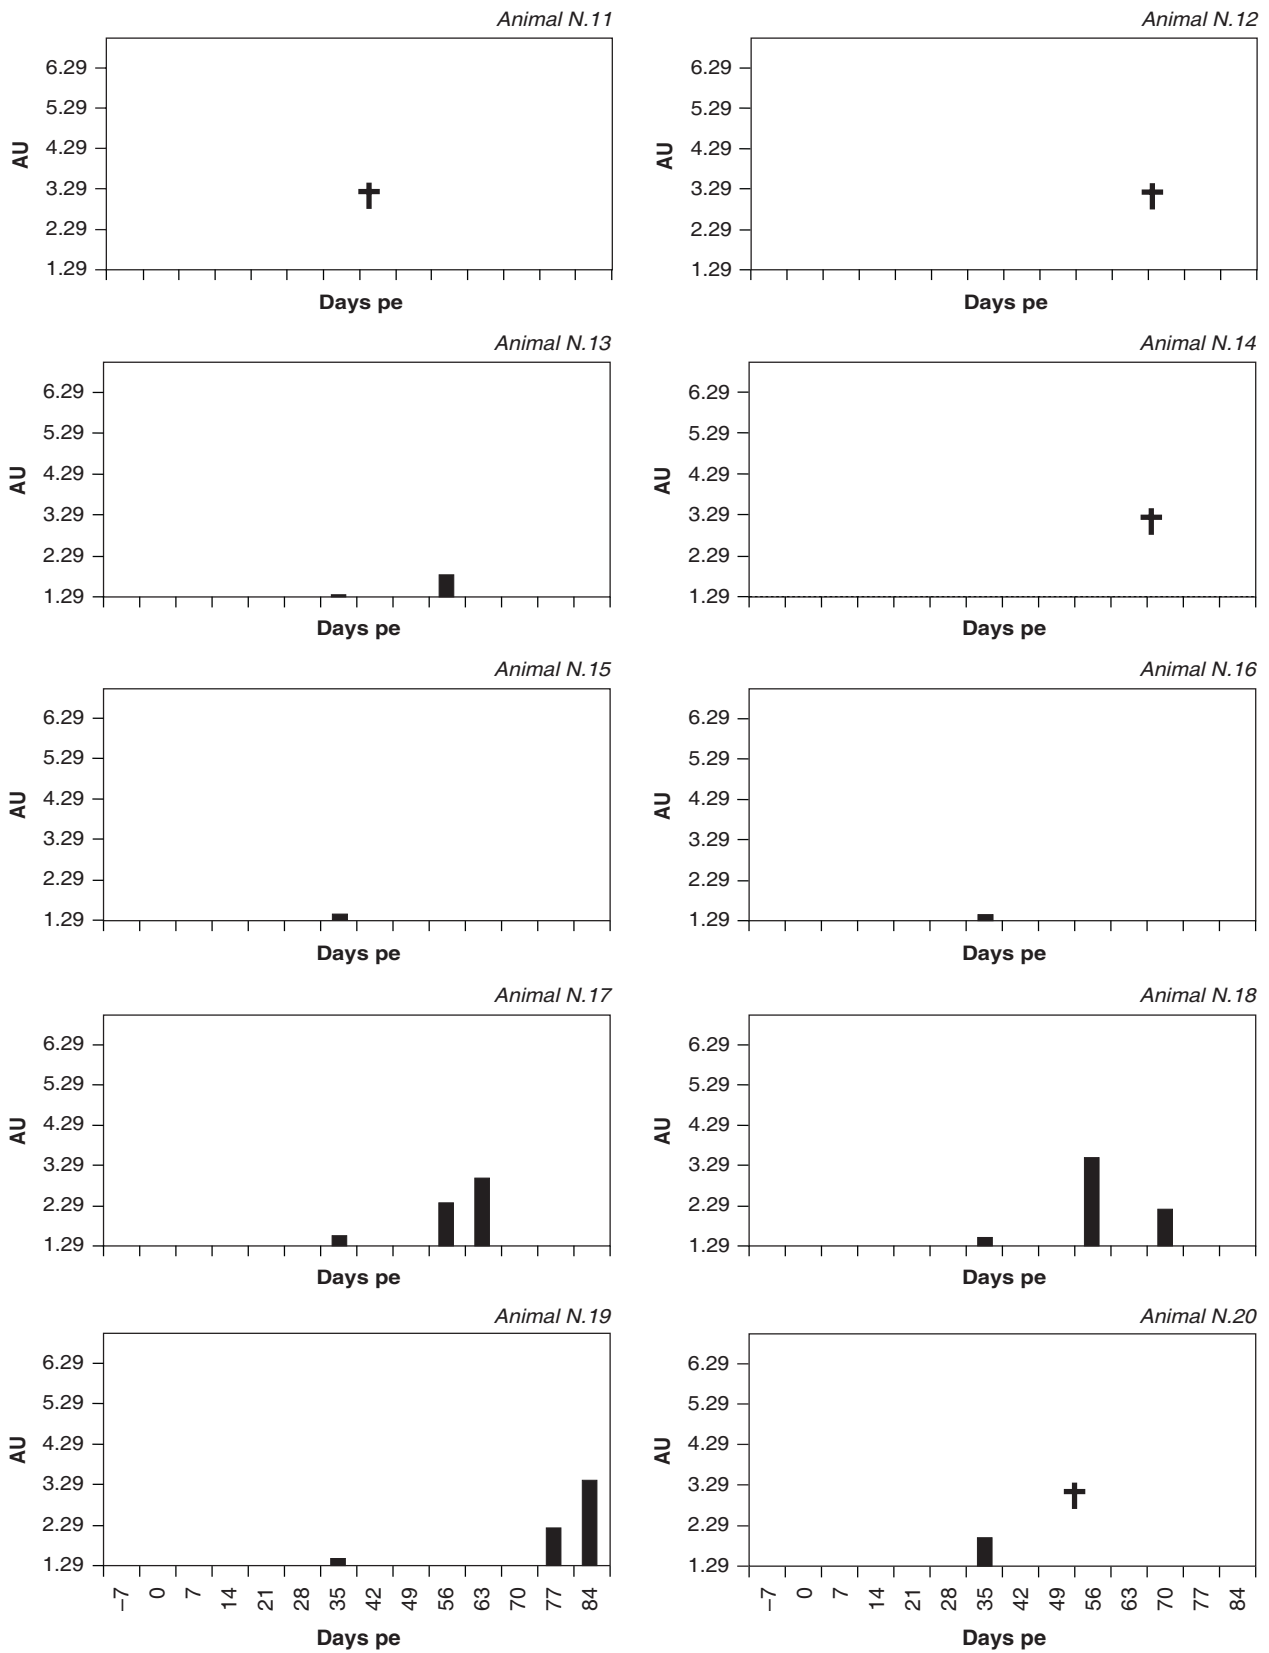 Animal N.11
6.29
5.29
4.29
3.29
2.29
1.29
AU
Days pe
Animal N.12
6.29
5.29
4.29
3.29
2.29
1.29
AU
Days pe
Animal N.13
6.29
5.29
4.29
3.29
2.29
1.29
AU
Days pe
Animal N.14
6.29
5.29
4.29
3.29
2.29
1.29
AU
Days pe
Animal N.15
6.29
5.29
4.29
3.29
2.29
1.29
AU
Days pe
Animal N.16
6.29
5.29
4.29
3.29
2.29
1.29
AU
Days pe
Animal N.17
6.29
5.29
4.29
3.29
2.29
1.29
AU
Days pe
Animal N.18
6.29
5.29
4.29
3.29
2.29
1.29
AU
Days pe
Animal N.19
6.29
5.29
4.29
3.29
2.29
1.29
AU
–7 0 7 14 21 28 35 42 49 56 63 70 77 84
Days pe
Animal N.20
6.29
5.29
4.29
3.29
2.29
1.29
AU
–7 0 7 14 21 28 35 42 49 56 63 70 77 84
Days pe